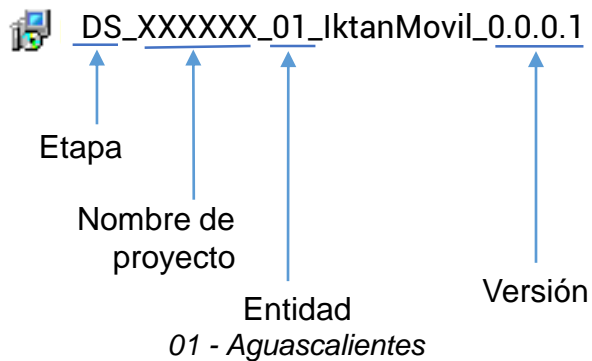 DS_XXXXXX_01_IktanMovil_0.0.0.1
Etapa
Nombre de
proyecto
Entidad
01 - Aguascalientes
Versión